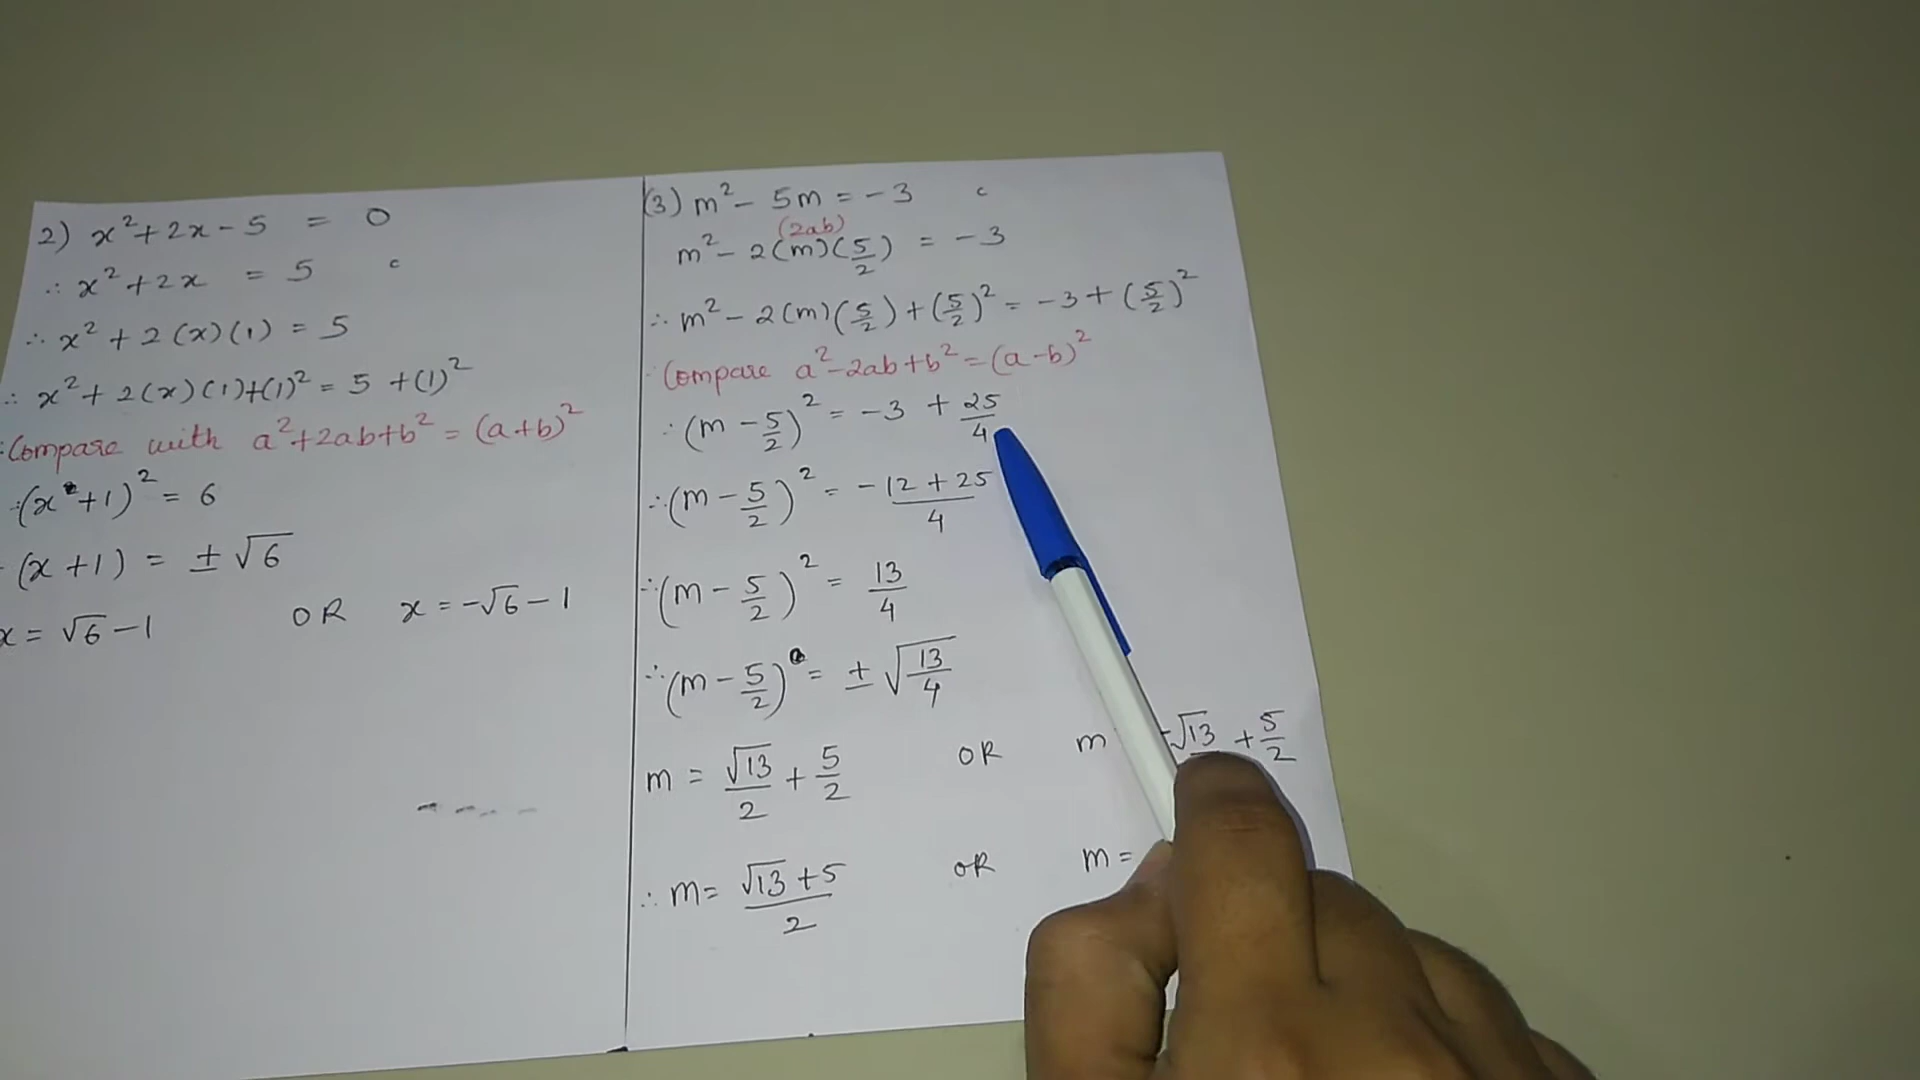 2) x² + 2x - 5 = 0
∴ x² + 2x = 5 c
∴ x² + 2(x)(1) = 5
∴ x² + 2(x)(1)+(1)² = 5 + (1)²
Compare with a²+2ab+b² = (a+b)²
(x+1)² = 6
(x+1) = ± √6
x = √6 - 1 OR x = -√6 - 1
(3) m² - 5m = -3 c
(2ab)
m² - 2(m)(5/2) = -3
∴ m² - 2(m)(5/2) + (5/2)² = -3 + (5/2)²
Compare a² - 2ab + b² = (a-b)²
∴ (m - 5/2)² = -3 + 25/4
∴ (m - 5/2)² = (-12 + 25)/4
∴ (m - 5/2)² = 13/4
∴ (m - 5/2) = ± √(13/4)
m = √13/2 + 5/2 OR m -√13 + 5/2
∴ m = (√13 + 5)/2 OR m =